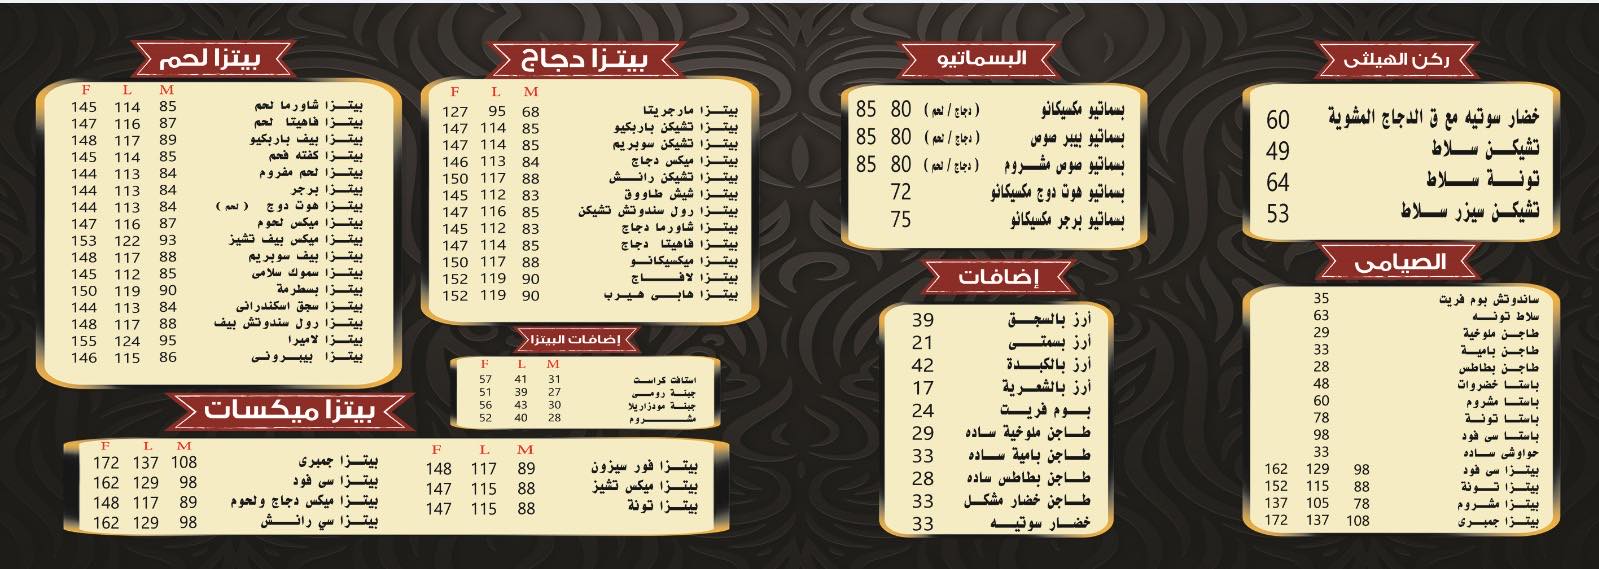 ركن الهيلثى
خضار سوتيه مع ق الدجاج المشوية 60
تشيكن سلاط 49
تونة سلاط 64
تشيكن سيزر سلاط 53
الصيامى
ساندوتش بوم فريت 35
سلاط تونه 63
طاجن ملوخية 29
طاجن بامية 33
طاجن بطاطس 28
باستا خضروات 48
باستا مشروم 60
باستا تونة 78
باستا سى فود 98
حواوشى ساده 33
بيتزا سى فود 98 129 162
بيتزا تونة 88 115 152
بيتزا مشروم 78 105 137
بيتزا جمبرى 108 137 172
البسماتيو
بسماتيو مكسيكانو (دجاج / لحم) 80 85
بسماتيو بيبر صوص (دجاج / لحم) 80 85
بسماتيو صوص مشروم (دجاج / لحم) 80 85
بسماتيو هوت دوج مكسيكانو 72
بسماتيو برجر مكسيكانو 75
إضافات
أرز بالسجق 39
أرز بسمتى 21
أرز بالكبدة 42
أرز بالشعرية 17
بوم فريت 24
طاجن ملوخية ساده 29
طاجن بامية ساده 33
طاجن بطاطس ساده 28
طاجن خضار مشكل 33
خضار سوتيه 33
بيتزا دجاج
M L F
بيتزا مارجريتا 68 95 127
بيتزا تشيكن باربكيو 85 114 147
بيتزا تشيكن سوبريم 85 114 147
بيتزا ميكس دجاج 84 113 146
بيتزا تشيكن رانش 88 117 150
بيتزا شيش طاووق 83 112 145
بيتزا رول سندوتش تشيكن 85 116 147
بيتزا شاورما دجاج 83 112 145
بيتزا فاهيتا دجاج 85 114 147
بيتزا ميكسيكانو 88 117 150
بيتزا لافاج 90 119 152
بيتزا هابى هيرب 90 119 152
إضافات البيتزا
M L F
استافت كراست 31 41 57
جبنة رومى 27 39 51
جبنة مودزاريلا 30 43 56
مشروم 28 40 52
بيتزا لحم
M L F
بيتزا شاورما لحم 85 114 145
بيتزا فاهيتا لحم 87 116 147
بيتزا بيف باربكيو 89 117 148
بيتزا كفته فحم 85 114 145
بيتزا لحم مفروم 84 113 144
بيتزا برجر 84 113 144
بيتزا هوت دوج (لحم) 84 113 144
بيتزا ميكس لحوم 87 116 147
بيتزا ميكس بيف تشيز 93 122 153
بيتزا بيف سوبريم 88 117 148
بيتزا سموك سلامى 85 112 145
بيتزا بسطرمة 90 119 150
بيتزا سجق اسكندرانى 84 113 144
بيتزا رول سندوتش بيف 88 117 148
بيتزا لاميرا 95 124 155
بيتزا بيبرونى 86 115 146
بيتزا ميكسات
M L F
بيتزا فور سيزون 89 117 148
بيتزا ميكس تشيز 88 115 147
بيتزا تونة 88 115 147
M L F
بيتزا جمبرى 108 137 172
بيتزا سى فود 98 129 162
بيتزا ميكس دجاج ولحوم 89 117 148
بيتزا سي رانش 98 129 162